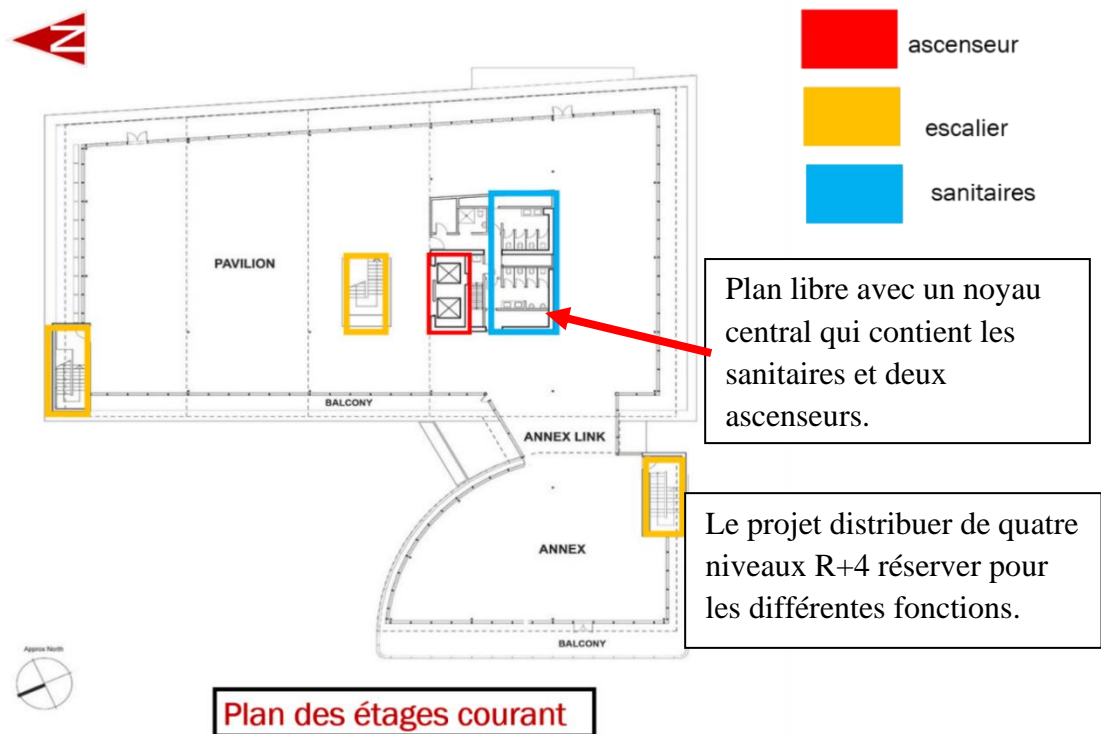 N
ascenseur
escalier
sanitaires
PAVILION
Plan libre avec un noyau
central qui contient les
sanitaires et deux
ascenseurs.
BALCONY
ANNEX LINK
Le projet distribuer de quatre
niveaux R+4 réserver pour
les différentes fonctions.
ANNEX
BALCONY
Approx North
Plan des étages courant